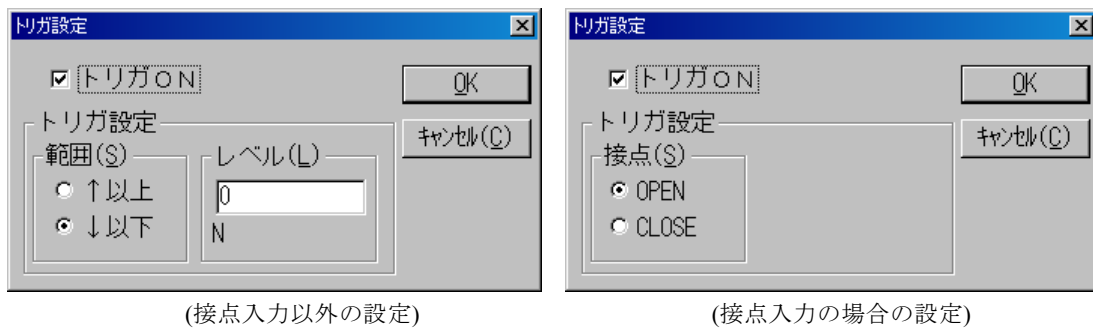 トリガ設定
トリガON
OK
トリガ設定
キャンセル(C)
範囲(S)
レベル(L)
↑以上
0
↓以下
N
(接点入力以外の設定)
トリガ設定
トリガON
OK
トリガ設定
キャンセル(C)
接点(S)
OPEN
CLOSE
(接点入力の場合の設定)